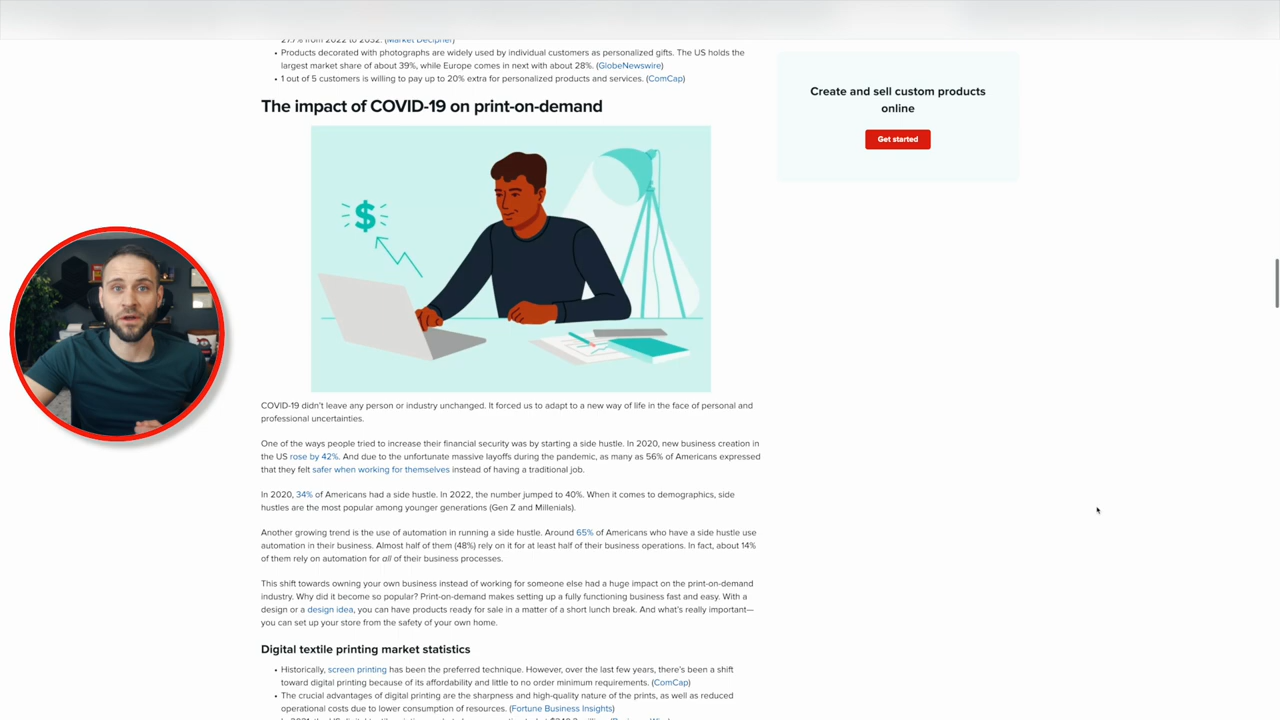 27.7% from 2022 to 2032. (Market Decipher)
• Products decorated with photographs are widely used by individual customers as personalized gifts. The US holds the
largest market share of about 39%, while Europe comes in next with about 28%. (GlobeNewswire)
• 1 out of 5 customers is willing to pay up to 20% extra for personalized products and services. (ComCap)
Create and sell custom products
online
Get started
The impact of COVID-19 on print-on-demand
$
COVID-19 didn't leave any person or industry unchanged. It forced us to adapt to a new way of life in the face of personal and
professional uncertainties.
One of the ways people tried to increase their financial security was by starting a side hustle. In 2020, new business creation in
the US rose by 42%. And due to the unfortunate massive layoffs during the pandemic, as many as 56% of Americans expressed
that they felt safer when working for themselves instead of having a traditional job.
In 2020, 34% of Americans had a side hustle. In 2022, the number jumped to 40%. When it comes to demographics, side
hustles are the most popular among younger generations (Gen Z and Millenials).
Another growing trend is the use of automation in running a side hustle. Around 65% of Americans who have a side hustle use
automation in their business. Almost half of them (48%) rely on it for at least half of their business operations. In fact, about 14%
of them rely on automation for all of their business processes.
This shift towards owning your own business instead of working for someone else had a huge impact on the print-on-demand
industry. Why did it become so popular? Print-on-demand makes setting up a fully functioning business fast and easy. With a
design or a design idea, you can have products ready for sale in a matter of a short lunch break. And what's really important—
you can set up your store from the safety of your own home.
Digital textile printing market statistics
• Historically, screen printing has been the preferred technique. However, over the last few years, there's been a shift
toward digital printing because of its affordability and little to no order minimum requirements. (ComCap)
• The crucial advantages of digital printing are the sharpness and high-quality nature of the prints, as well as reduced
operational costs due to lower consumption of resources. (Fortune Business Insights)